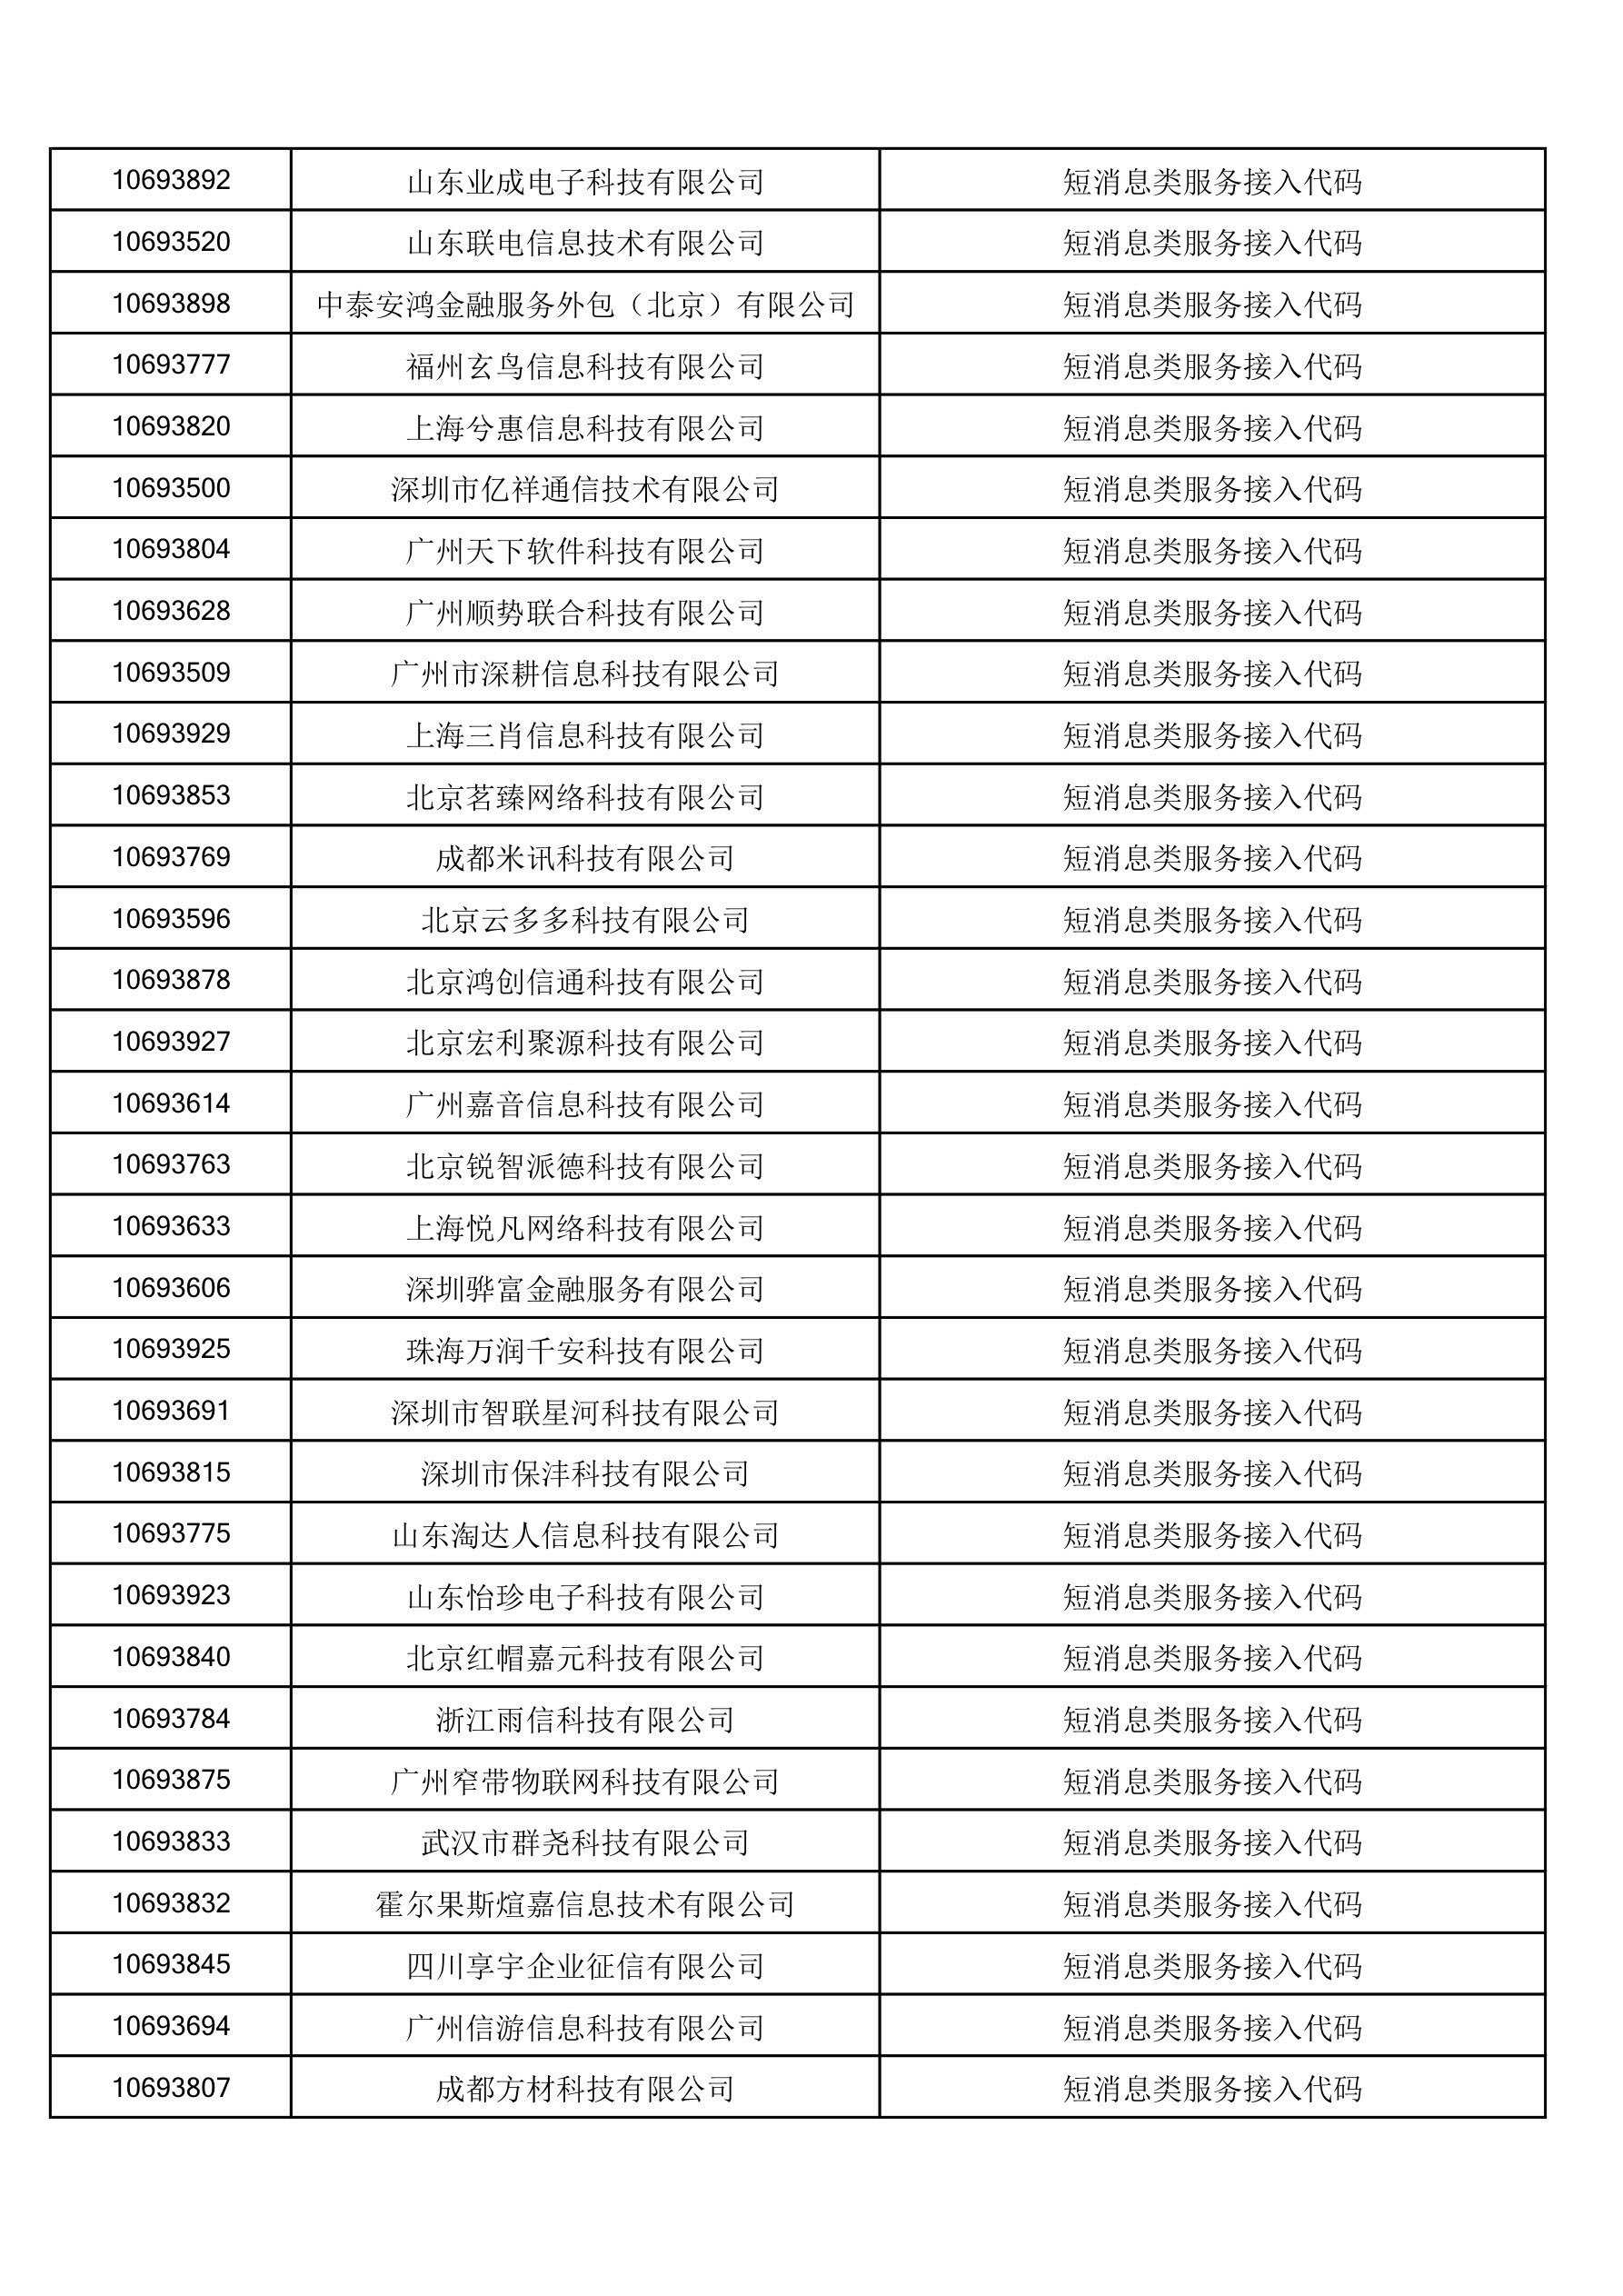 10693892 山东业成电子科技有限公司 短消息类服务接入代码
10693520 山东联电信息技术有限公司 短消息类服务接入代码
10693898 中泰安鸿金融服务外包（北京）有限公司 短消息类服务接入代码
10693777 福州玄鸟信息科技有限公司 短消息类服务接入代码
10693820 上海兮惠信息科技有限公司 短消息类服务接入代码
10693500 深圳市亿祥通信技术有限公司 短消息类服务接入代码
10693804 广州天下软件科技有限公司 短消息类服务接入代码
10693628 广州顺势联合科技有限公司 短消息类服务接入代码
10693509 广州市深耕信息科技有限公司 短消息类服务接入代码
10693929 上海三肖信息科技有限公司 短消息类服务接入代码
10693853 北京茗臻网络科技有限公司 短消息类服务接入代码
10693769 成都米讯科技有限公司 短消息类服务接入代码
10693596 北京云多多科技有限公司 短消息类服务接入代码
10693878 北京鸿创信通科技有限公司 短消息类服务接入代码
10693927 北京宏利聚源科技有限公司 短消息类服务接入代码
10693614 广州嘉音信息科技有限公司 短消息类服务接入代码
10693763 北京锐智派德科技有限公司 短消息类服务接入代码
10693633 上海悦凡网络科技有限公司 短消息类服务接入代码
10693606 深圳骅富金融服务有限公司 短消息类服务接入代码
10693925 珠海万润千安科技有限公司 短消息类服务接入代码
10693691 深圳市智联星河科技有限公司 短消息类服务接入代码
10693815 深圳市保沣科技有限公司 短消息类服务接入代码
10693775 山东淘达人信息科技有限公司 短消息类服务接入代码
10693923 山东怡珍电子科技有限公司 短消息类服务接入代码
10693840 北京红帽嘉元科技有限公司 短消息类服务接入代码
10693784 浙江雨信科技有限公司 短消息类服务接入代码
10693875 广州窄带物联网科技有限公司 短消息类服务接入代码
10693833 武汉市群尧科技有限公司 短消息类服务接入代码
10693832 霍尔果斯煊嘉信息技术有限公司 短消息类服务接入代码
10693845 四川享宇企业征信有限公司 短消息类服务接入代码
10693694 广州信游信息科技有限公司 短消息类服务接入代码
10693807 成都方材科技有限公司 短消息类服务接入代码